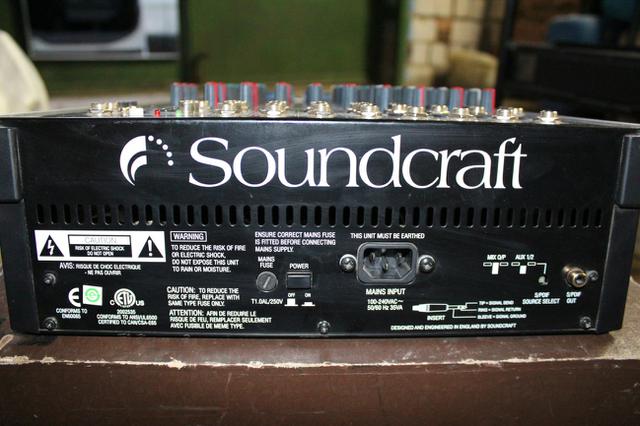 Soundcraft
CAUTION
RISK OF ELECTRIC SHOCK
DO NOT OPEN
AVIS: RISQUE DE CHOC ELECTRIQUE
- NE PAS OUVRIR
WARNING
TO REDUCE THE RISK OF FIRE
OR ELECTRIC SHOCK
DO NOT EXPOSE THIS UNIT
TO RAIN OR MOISTURE.
ENSURE CORRECT MAINS FUSE
IS FITTED BEFORE CONNECTING
MAINS SUPPLY.
MAINS
FUSE
POWER
T1.0AL/250V
OFF
ON
THIS UNIT MUST BE EARTHED
MAINS INPUT
100-240VAC~
50/60 Hz 35VA
CONFORMS TO
EN60065
ETL
US
2002535
CONFORMS TO ANSI/UL6500
CERTIFIED TO CAN/CSA-E65
CAUTION: TO REDUCE THE
RISK OF FIRE, REPLACE WITH
SAME TYPE FUSE ONLY.
ATTENTION: AFIN DE REDUIRE LE
RISQUE DE FEU, REMPLACER SEULEMENT
AVEC FUSIBLE DE MEME TYPE.
INSERT
TIP = SIGNAL SEND
RING = SIGNAL RETURN
SLEEVE = SIGNAL GROUND
DESIGNED AND ENGINEERED IN ENGLAND BY SOUNDCRAFT
MIX O/P
AUX 1/2
S/PDIF
SOURCE SELECT
S/PDIF
OUT